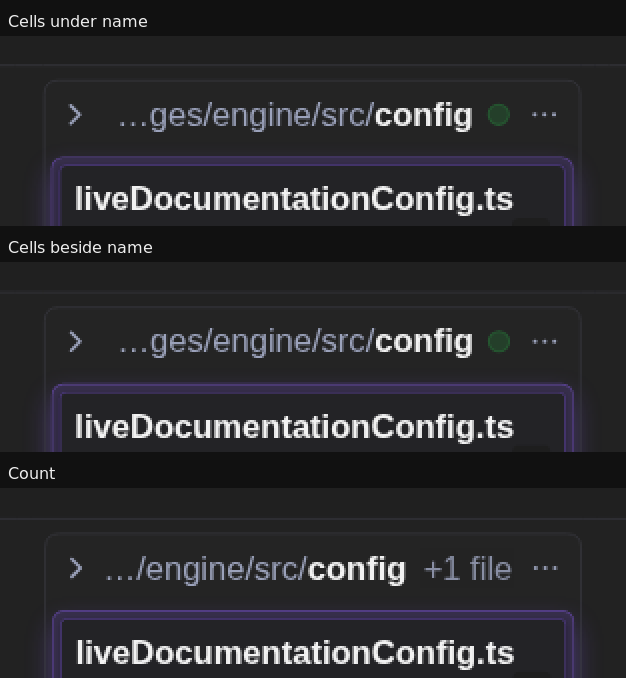 Cells under name
…ges/engine/src/config ···
liveDocumentationConfig.ts
Cells beside name
…ges/engine/src/config ···
liveDocumentationConfig.ts
Count
…/engine/src/config +1 file ···
liveDocumentationConfig.ts